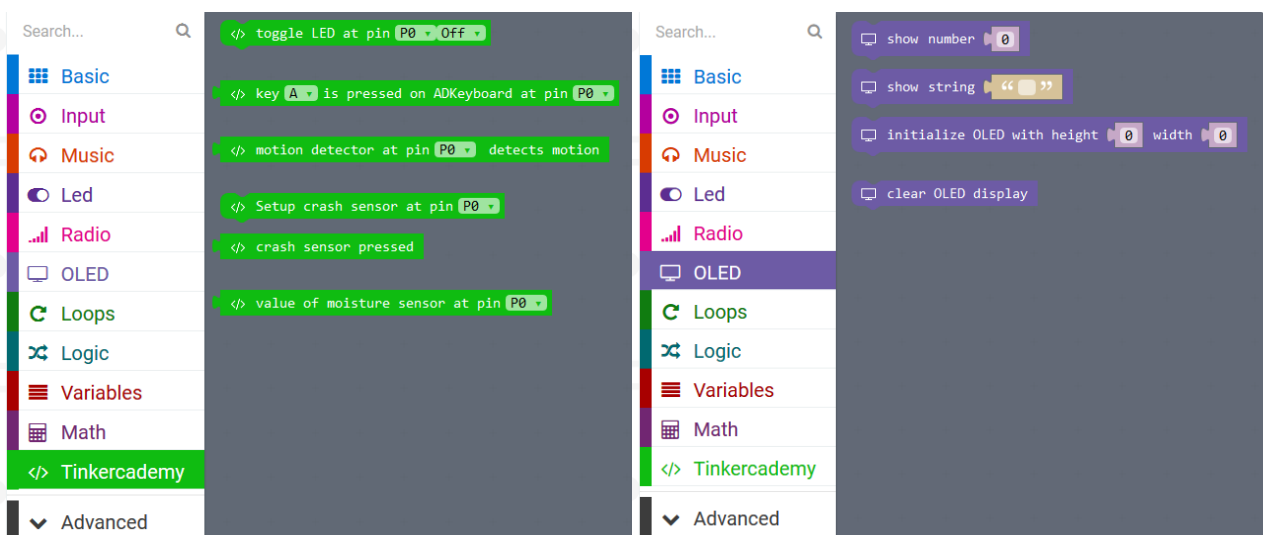 Search...
Basic
Input
Music
Led
Radio
OLED
Loops
Logic
Variables
Math
</> Tinkercademy
Advanced
</> toggle LED at pin P0 Off
</> key A is pressed on ADKeyboard at pin P0
</> motion detector at pin P0 detects motion
</> Setup crash sensor at pin P0
</> crash sensor pressed
</> value of moisture sensor at pin P0
Search...
Basic
Input
Music
Led
Radio
OLED
Loops
Logic
Variables
Math
</> Tinkercademy
Advanced
show number 0
show string “ ”
initialize OLED with height 0 width 0
clear OLED display